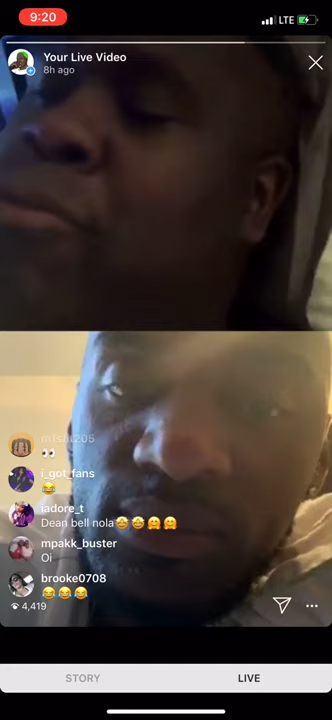 9:20
LTE
Your Live Video
8h ago
misat205
i_got_fans
iadore_t
Dean bell nola
mpakk_buster
Oi
brooke0708
4,419
STORY
LIVE